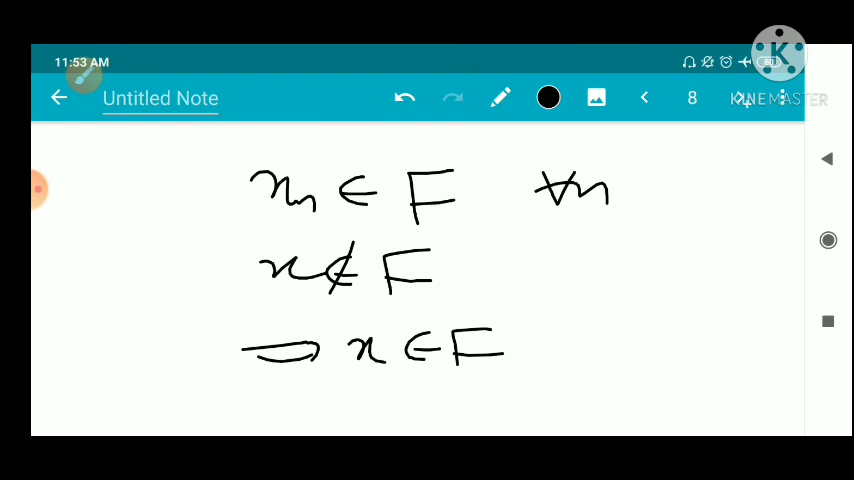 11:53 AM
Untitled Note
8
K
KINEMASTER
xₙ ∈ F ∀n
x ∉ F
⇒ x ∈ F